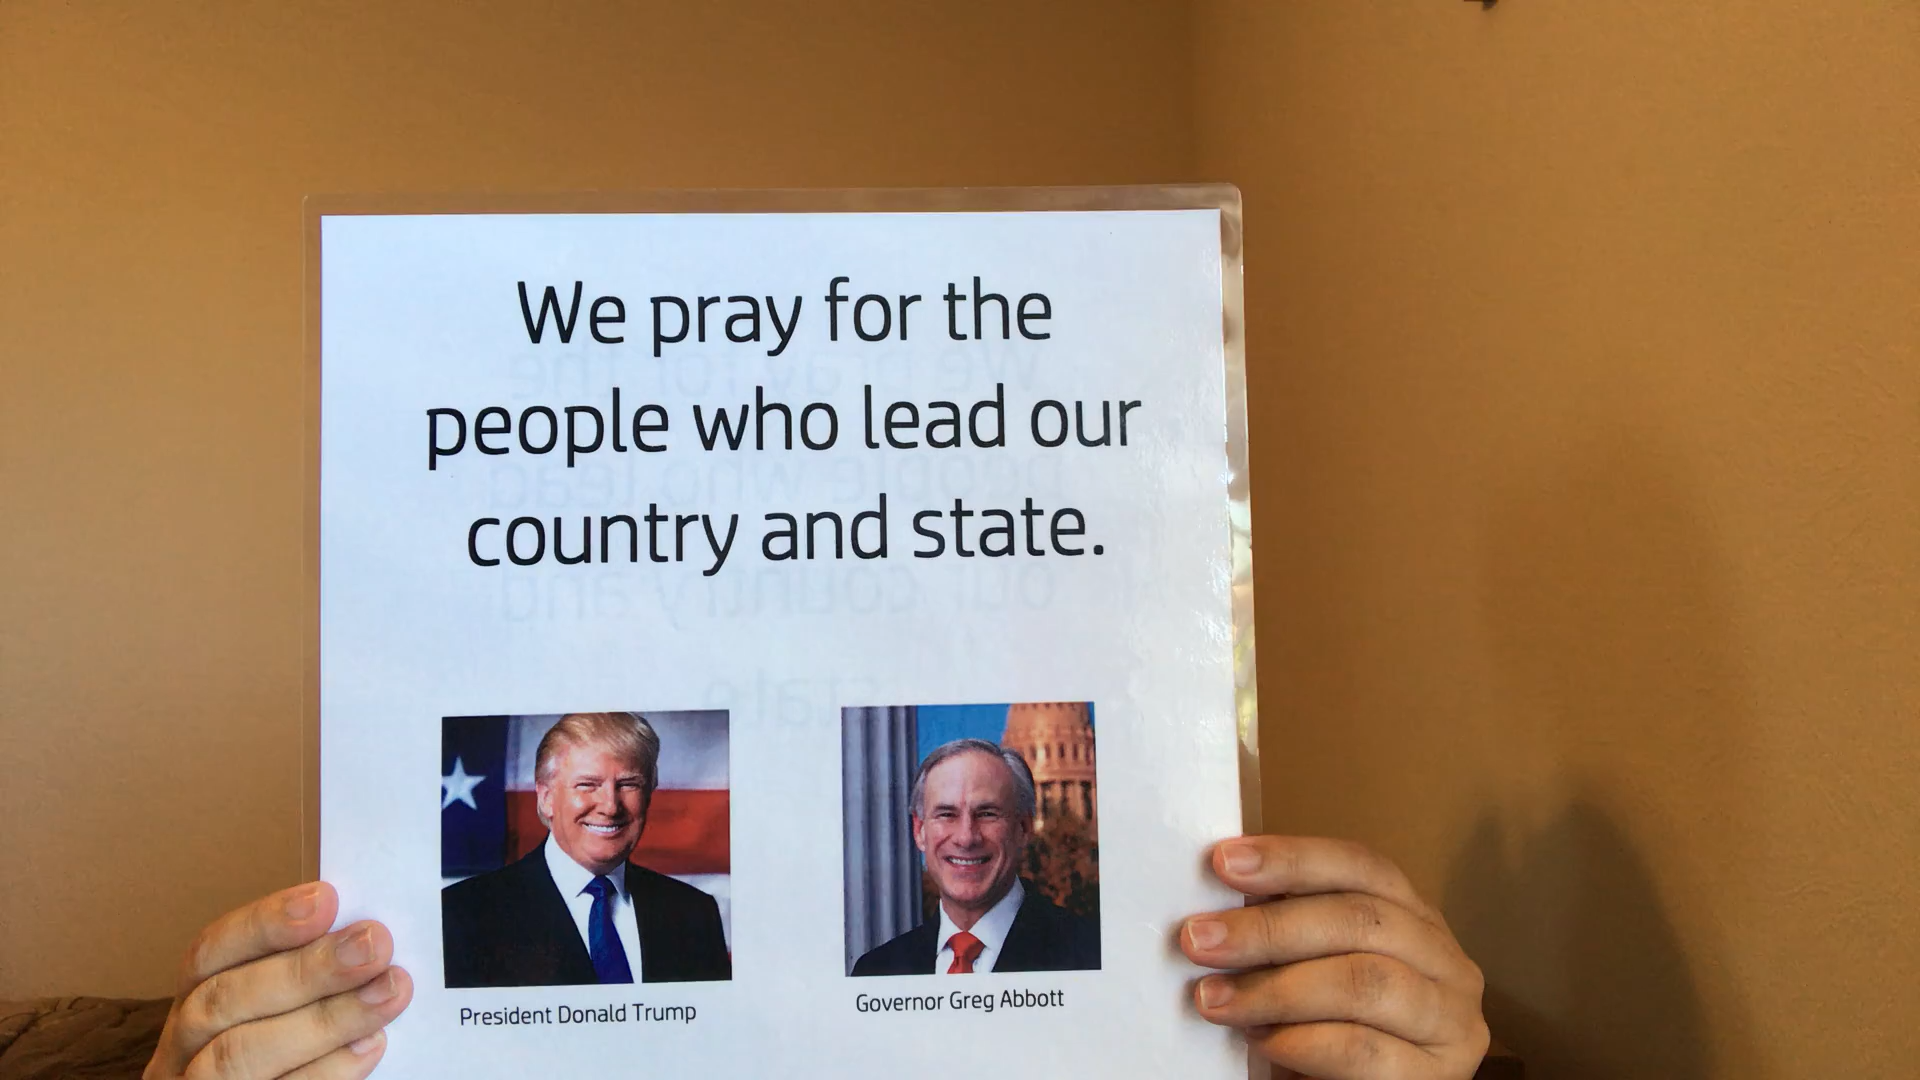 We pray for the
people who lead our
country and state.
President Donald Trump
Governor Greg Abbott